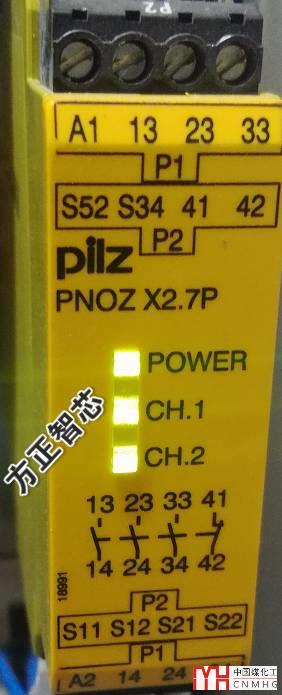 PZ
A1 13 23 33
P1
S52 S34 41 42
P2
pilz
PNOZ X2.7P
POWER
CH.1
CH.2
方正智芯
13 23 33 41
14 24 34 42
18991
P2
S11 S12 S21 S22
P1
A2 14 24
YH 中国煤化工
CNMHG